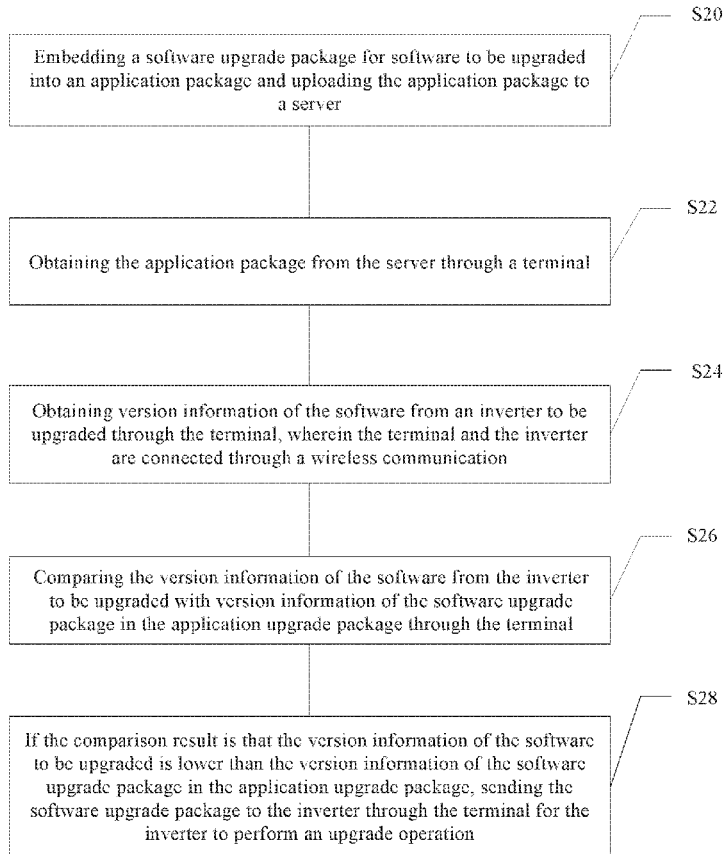 S20
Embedding a software upgrade package for software to be upgraded
into an application package and uploading the application package to
a server
S22
Obtaining the application package from the server through a terminal
S24
Obtaining version information of the software from an inverter to be
upgraded through the terminal, wherein the terminal and the inverter
are connected through a wireless communication
S26
Comparing the version information of the software from the inverter
to be upgraded with version information of the software upgrade
package in the application upgrade package through the terminal
S28
If the comparison result is that the version information of the software
to be upgraded is lower than the version information of the software
upgrade package in the application upgrade package, sending the
software upgrade package to the inverter through the terminal for the
inverter to perform an upgrade operation